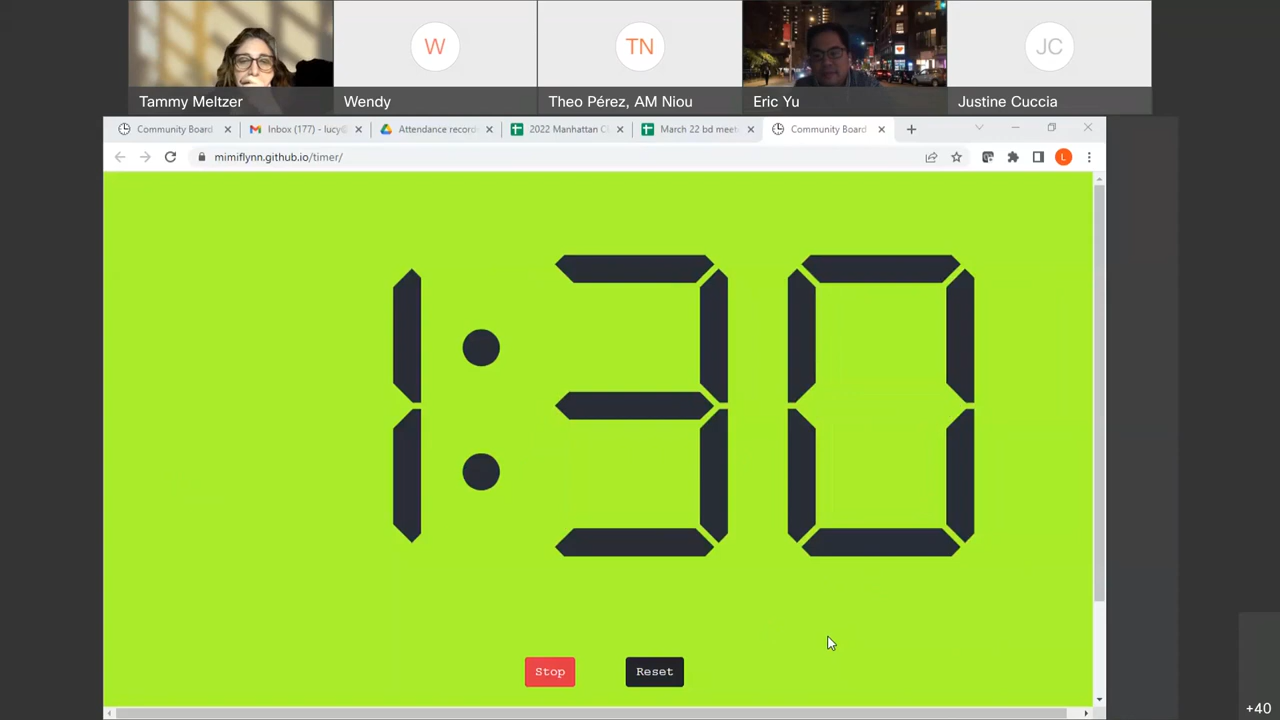 W
TN
JC
Tammy Meltzer
Wendy
Theo Pérez, AM Niou
Eric Yu
Justine Cuccia
Community Board
Inbox (177) - lucy@
Attendance record
2022 Manhattan C
March 22 bd meet
Community Board
mimiflynn.github.io/timer/
L
1:30
Stop
Reset
+40